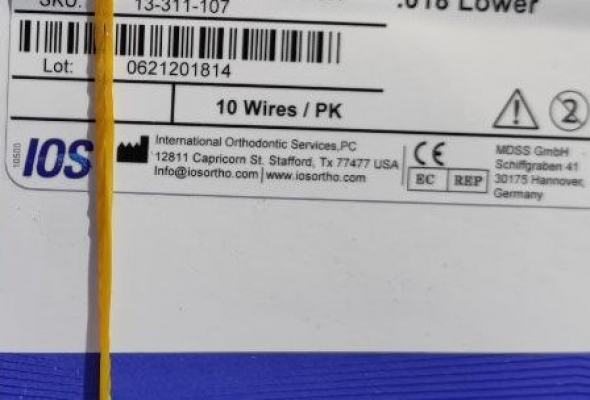 SKU: 13-311-107
.018 Lower
Lot: 0621201814
10 Wires / PK
2
10500
IOS
International Orthodontic Services,PC
12811 Capricorn St. Stafford, Tx 77477 USA
Info@iosortho.com | www.iosortho.com
CE
EC REP
MDSS GmbH
Schiffgraben 41
30175 Hannover,
Germany